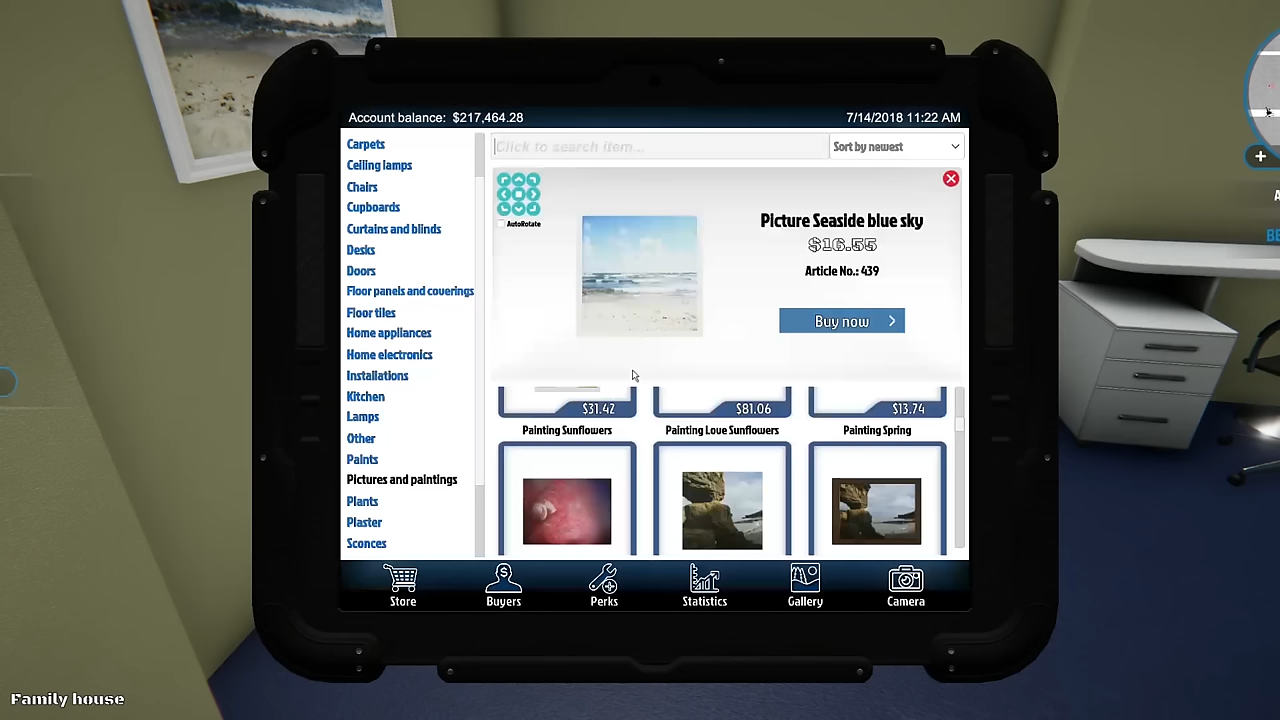 Account balance: $217,464.28
7/14/2018 11:22 AM
Carpets
Ceiling lamps
Chairs
Cupboards
Curtains and blinds
Desks
Doors
Floor panels and coverings
Floor tiles
Home appliances
Home electronics
Installations
Kitchen
Lamps
Other
Paints
Pictures and paintings
Plants
Plaster
Sconces
Click to search item...
Sort by newest
AutoRotate
Picture Seaside blue sky
$16.55
Article No.: 439
Buy now
$31.42
$81.06
$13.74
Painting Sunflowers
Painting Love Sunflowers
Painting Spring
Store
Buyers
Perks
Statistics
Gallery
Camera
Family house